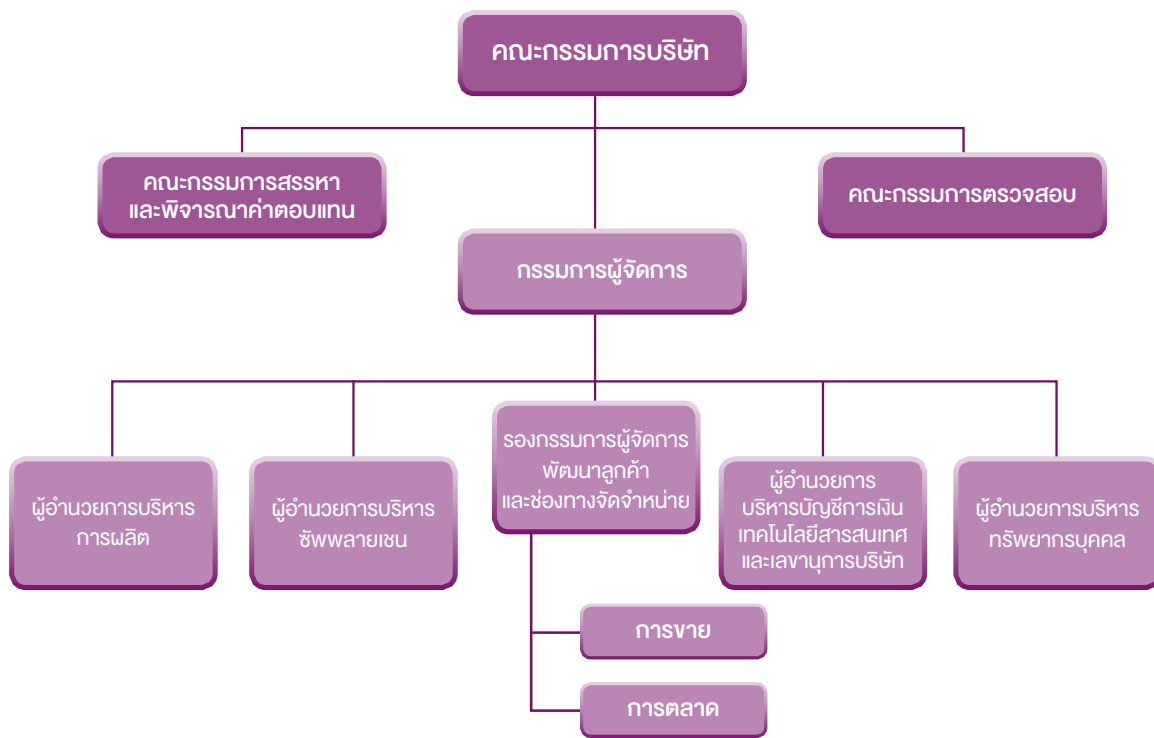 คณะกรรมการบริษัท
คณะกรรมการสรรหา
และพิจารณาค่าตอบแทน
คณะกรรมการตรวจสอบ
กรรมการผู้จัดการ
ผู้อำนวยการบริหาร
การผลิต
ผู้อำนวยการบริหาร
ซัพพลายเชน
รองกรรมการผู้จัดการ
พัฒนาลูกค้า
และช่องทางจัดจำหน่าย
ผู้อำนวยการ
บริหารบัญชีการเงิน
เทคโนโลยีสารสนเทศ
และเลขานุการบริษัท
ผู้อำนวยการบริหาร
ทรัพยากรบุคคล
การขาย
การตลาด